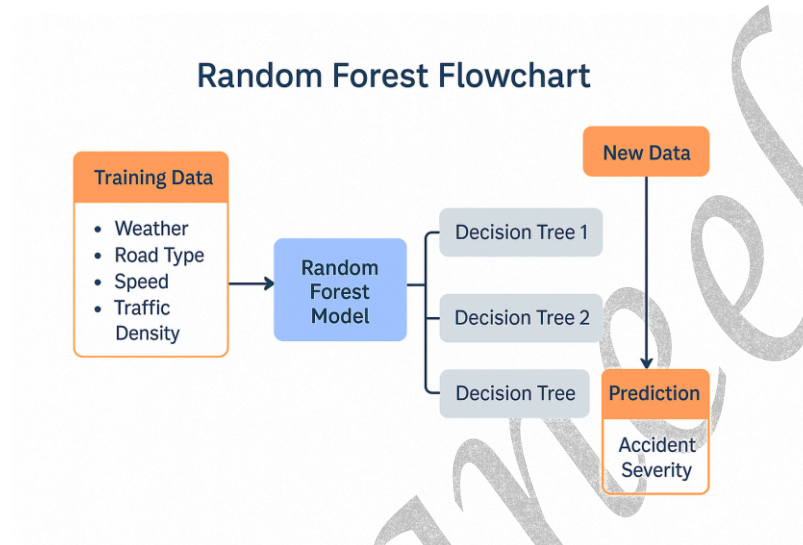 Random Forest Flowchart
New Data
Training Data
• Weather
• Road Type
• Speed
• Traffic
Density
Random
Forest
Model
Decision Tree 1
Decision Tree 2
Decision Tree
Prediction
Accident
Severity